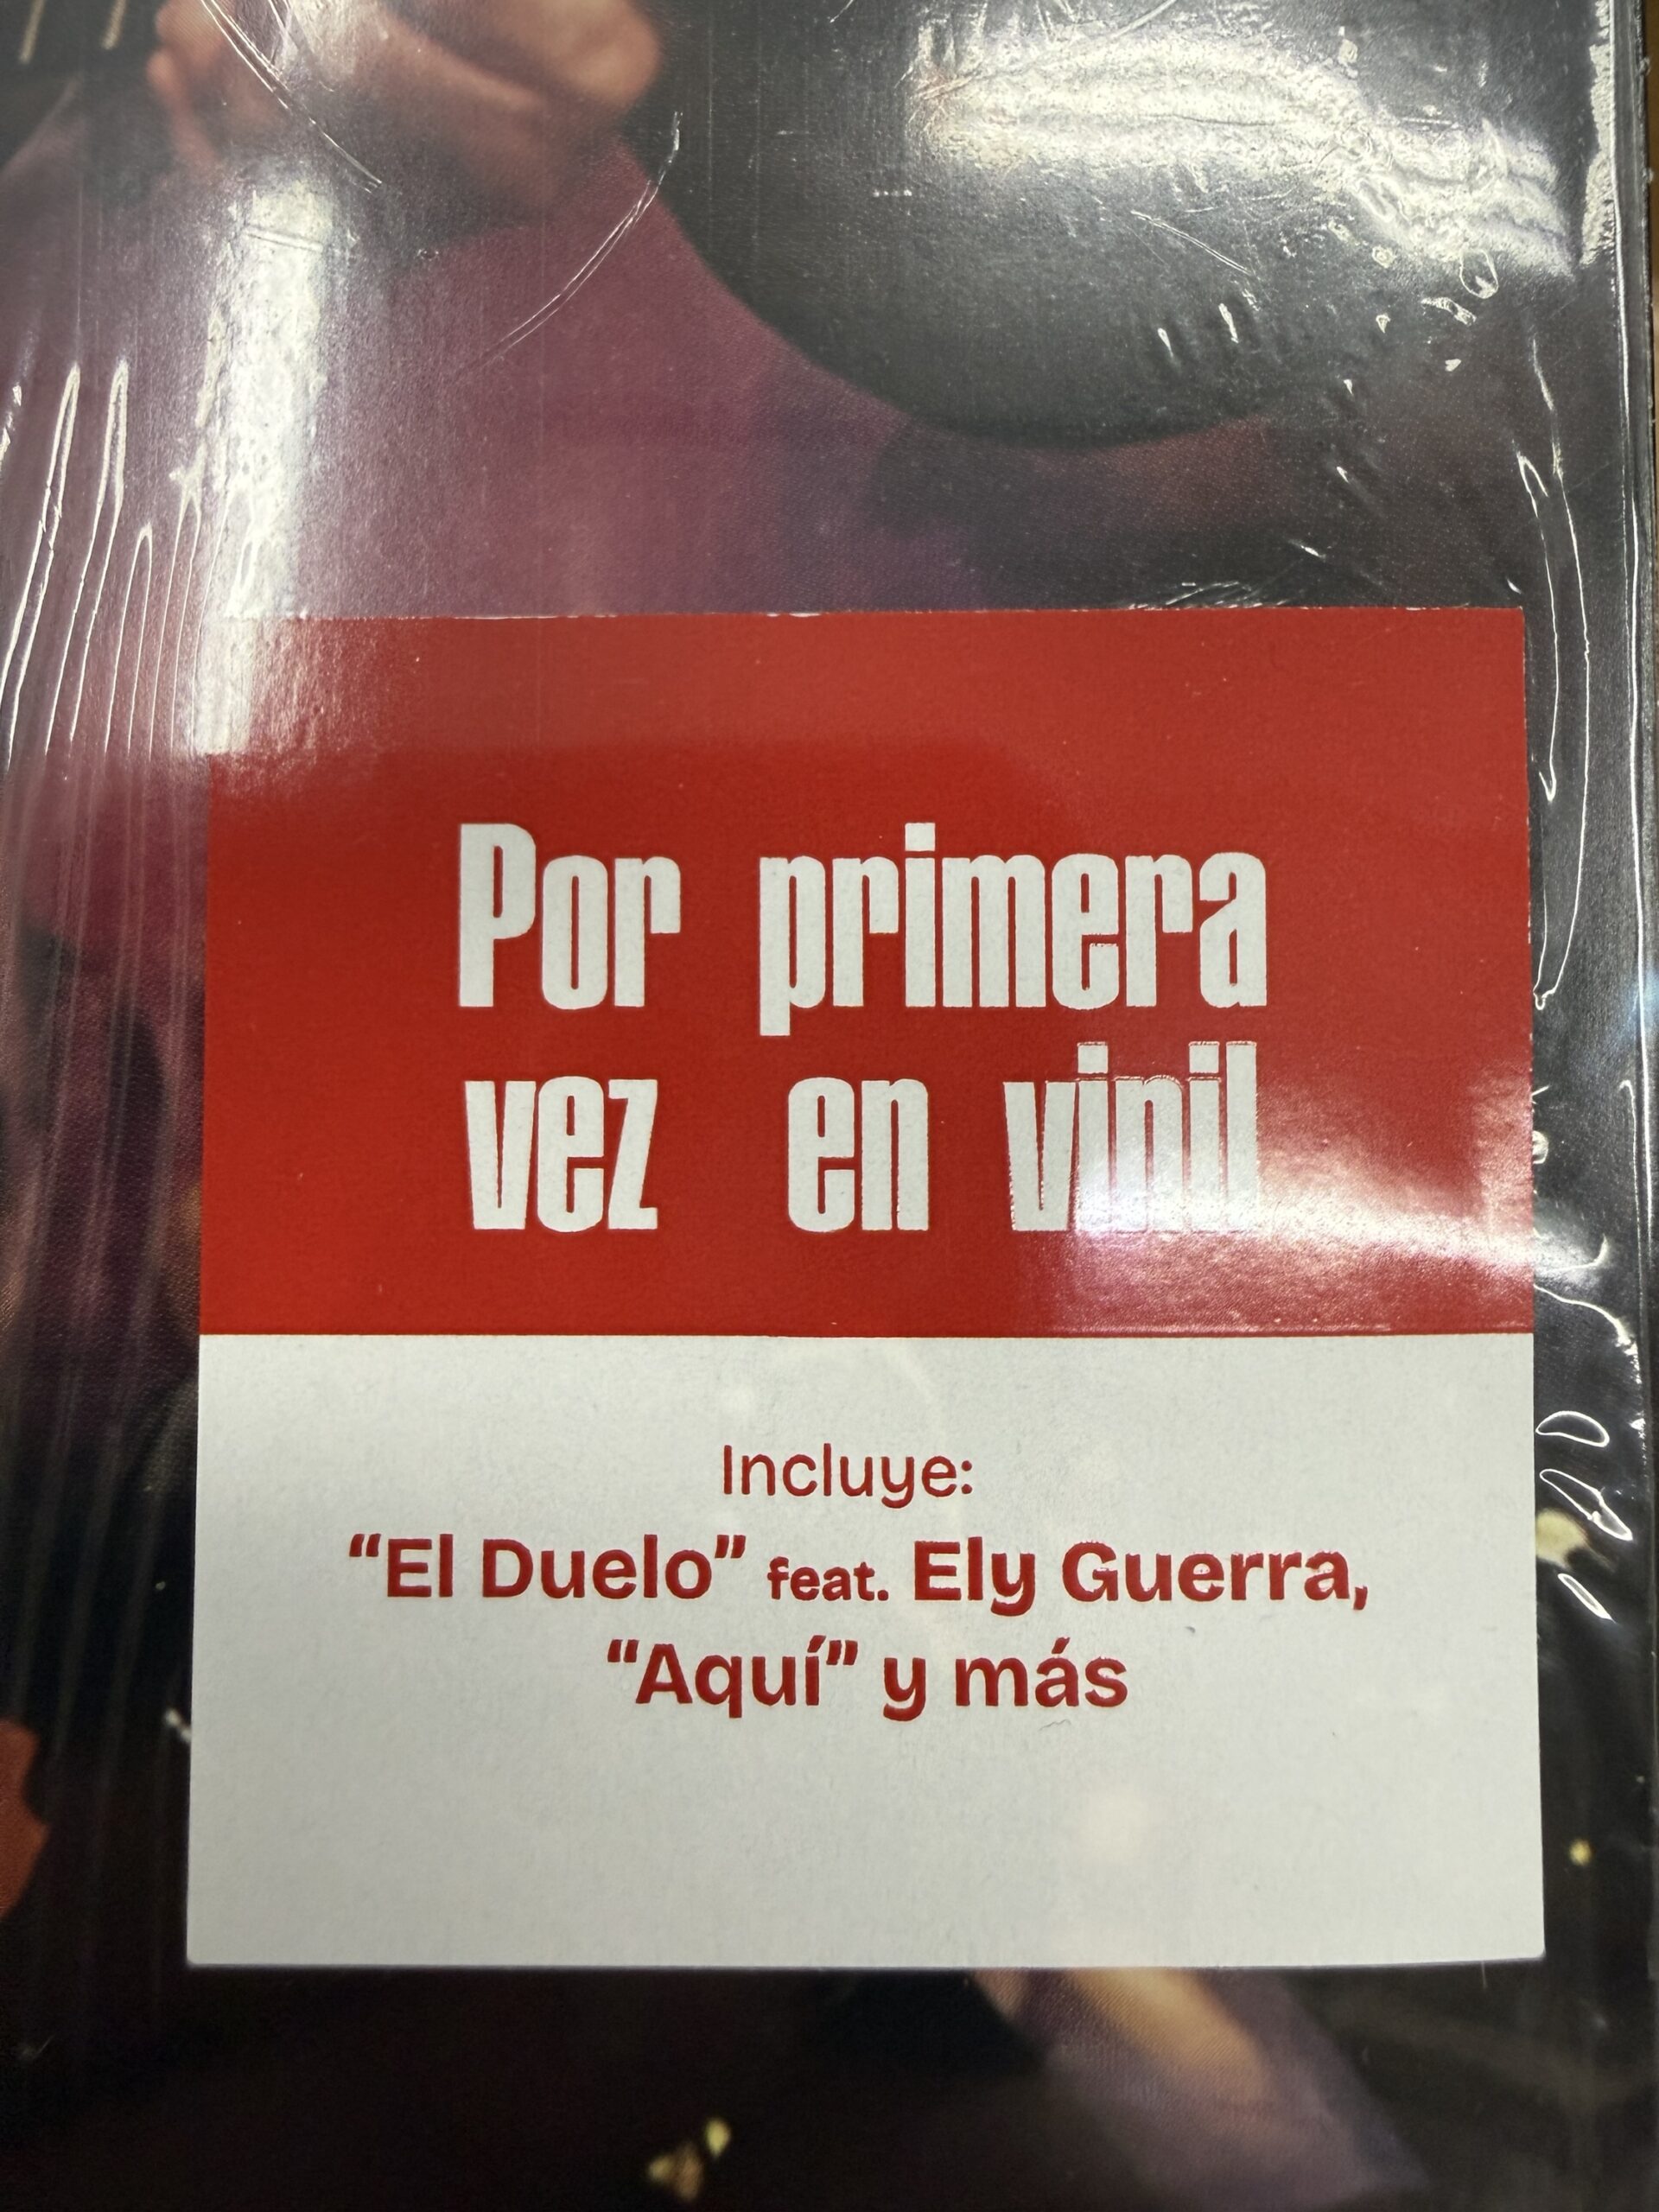 Por primera
vez en vinil
Incluye:
“El Duelo” feat. Ely Guerra,
“Aquí” y más